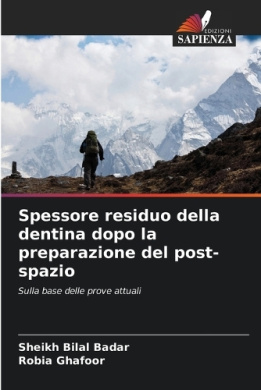 EDIZIONI
SAPIENZA
Spessore residuo della
dentina dopo la
preparazione del post-
spazio
Sulla base delle prove attuali
Sheikh Bilal Badar
Robia Ghafoor